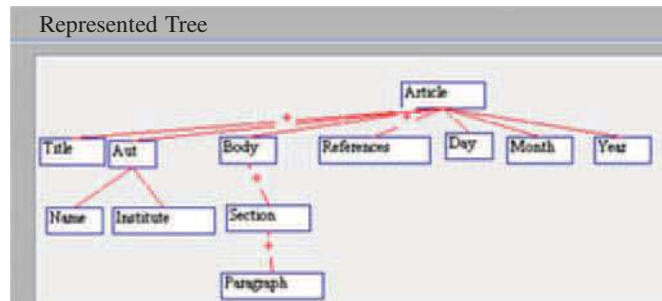 Represented Tree
Article
Title Aut Body References Day Month Year
Name Institute Section
Paragraph